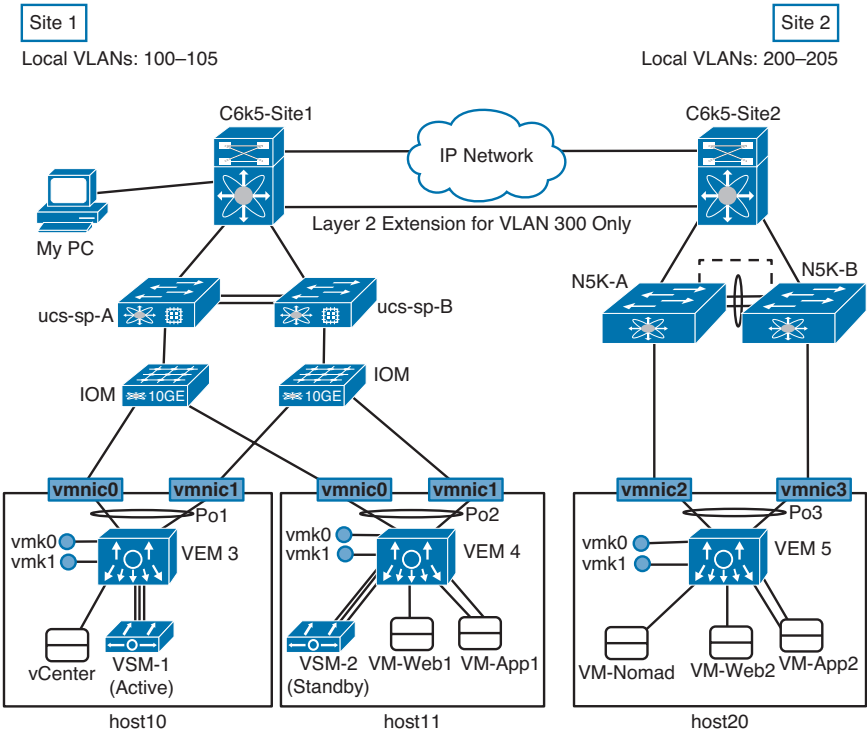 Site 1
Site 2
Local VLANs: 100–105
Local VLANs: 200–205
C6k5-Site1
C6k5-Site2
IP Network
My PC
Layer 2 Extension for VLAN 300 Only
ucs-sp-A
ucs-sp-B
N5K-A
N5K-B
IOM
10GE
IOM
10GE
vmnic0
vmnic1
vmnic0
vmnic1
vmnic2
vmnic3
Po1
Po2
Po3
vmk0
vmk1
VEM 3
vmk0
vmk1
VEM 4
vmk0
vmk1
VEM 5
vCenter
VSM-1
(Active)
VSM-2
(Standby)
VM-Web1
VM-App1
VM-Nomad
VM-Web2
VM-App2
host10
host11
host20